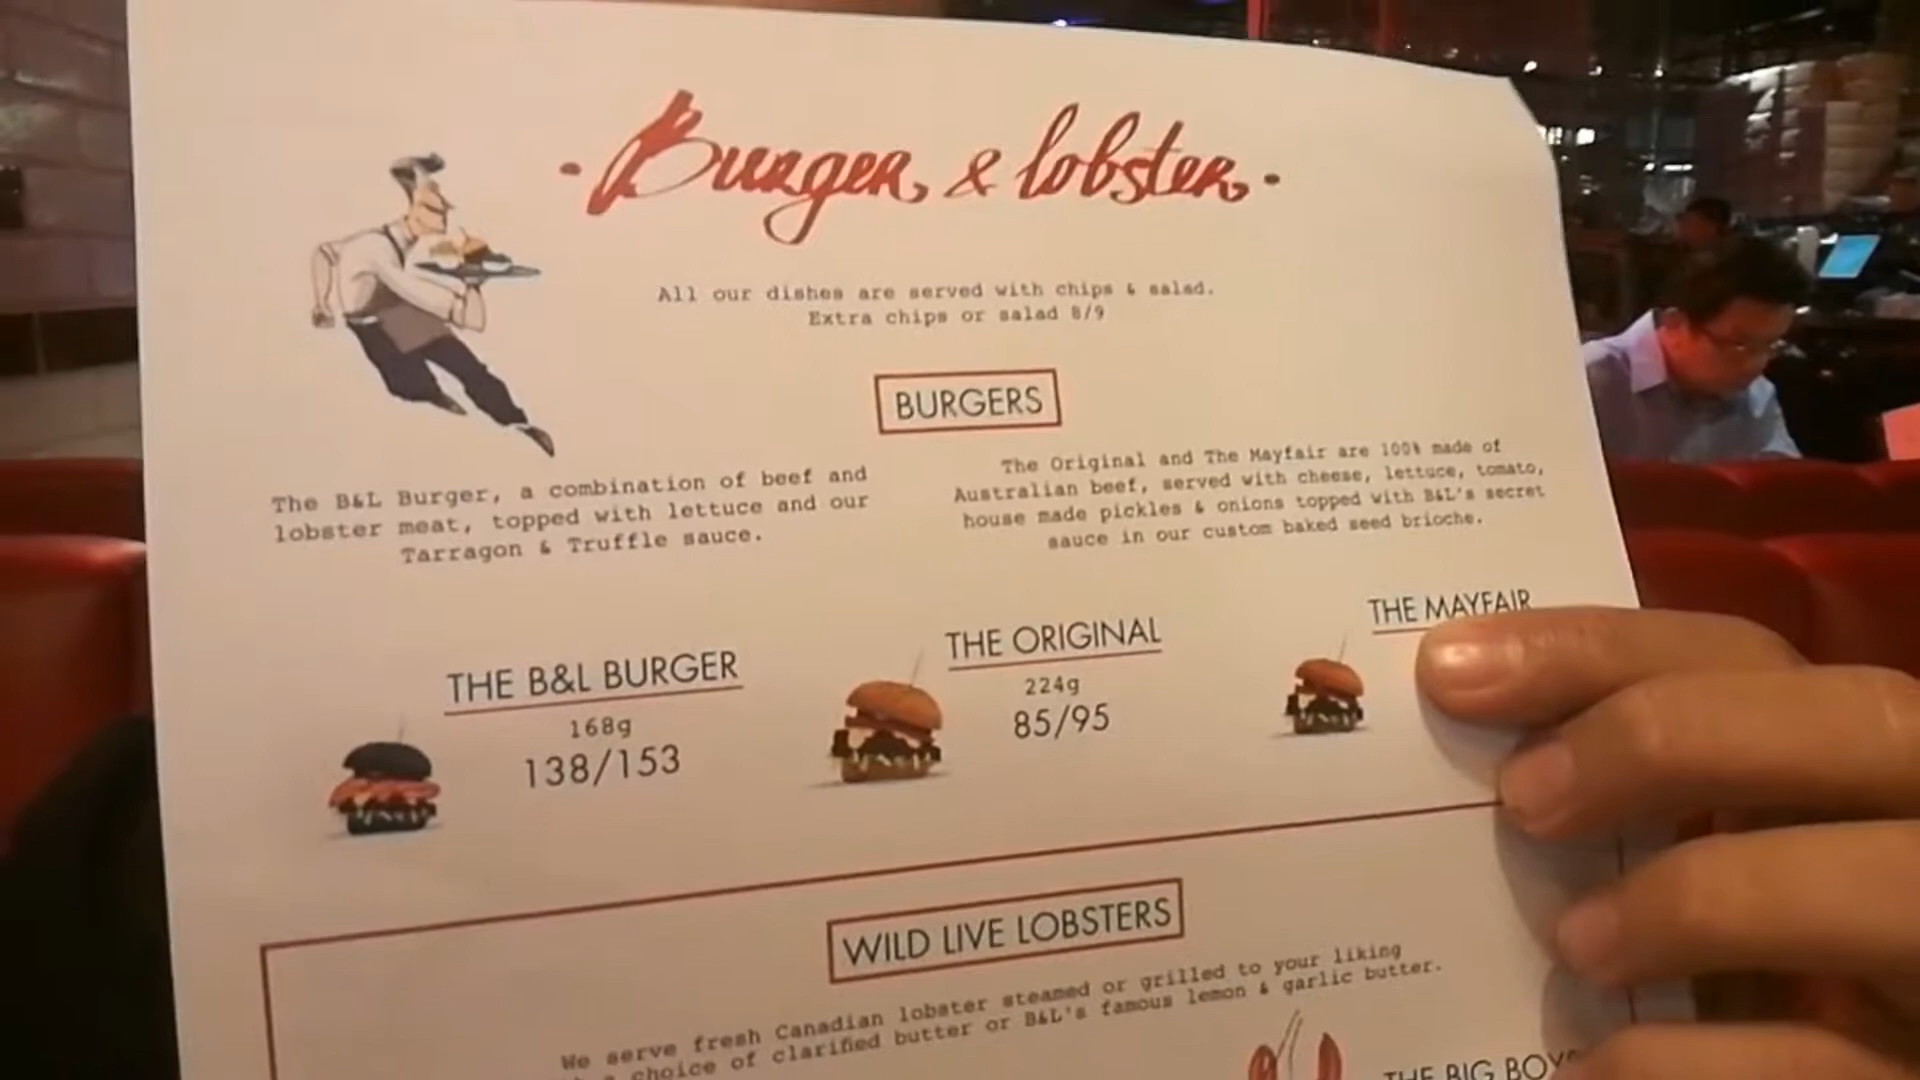 · Burger & lobster ·
All our dishes are served with chips & salad.
Extra chips or salad 8/9
BURGERS
The B&L Burger, a combination of beef and
lobster meat, topped with lettuce and our
Tarragon & Truffle sauce.
The Original and The Mayfair are 100% made of
Australian beef, served with cheese, lettuce, tomato,
house made pickles & onions topped with B&L's secret
sauce in our custom baked seed brioche.
THE B&L BURGER
168g
138/153
THE ORIGINAL
224g
85/95
THE MAYFAIR
WILD LIVE LOBSTERS
We serve fresh Canadian lobster steamed or grilled to your liking
choice of clarified butter or B&L's famous lemon & garlic butter.
THE BIG BOYS